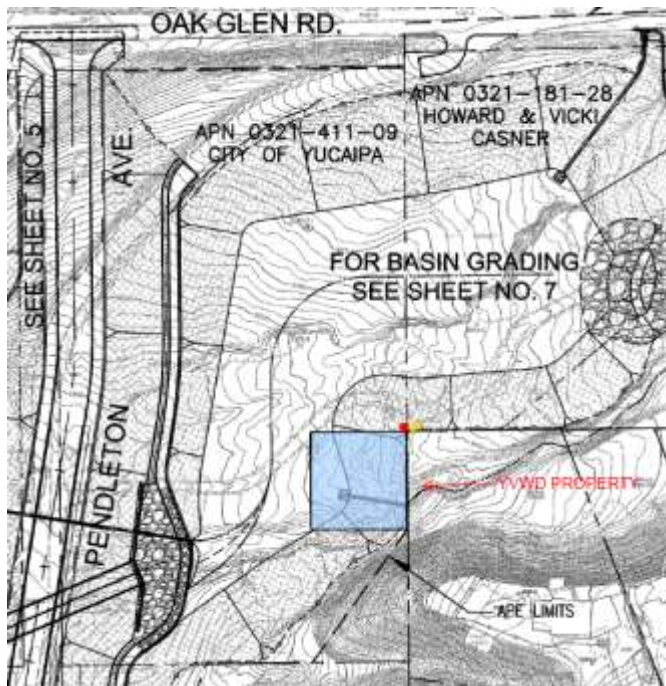 OAK GLEN RD.
APN 0321-181-28
HOWARD & VICKI
CASNER
APN 0321-411-09
CITY OF YUCAIPA
AVE.
SEE SHEET NO. 5
FOR BASIN GRADING
SEE SHEET NO. 7
PENDLETON
YVWD PROPERTY
APE LIMITS